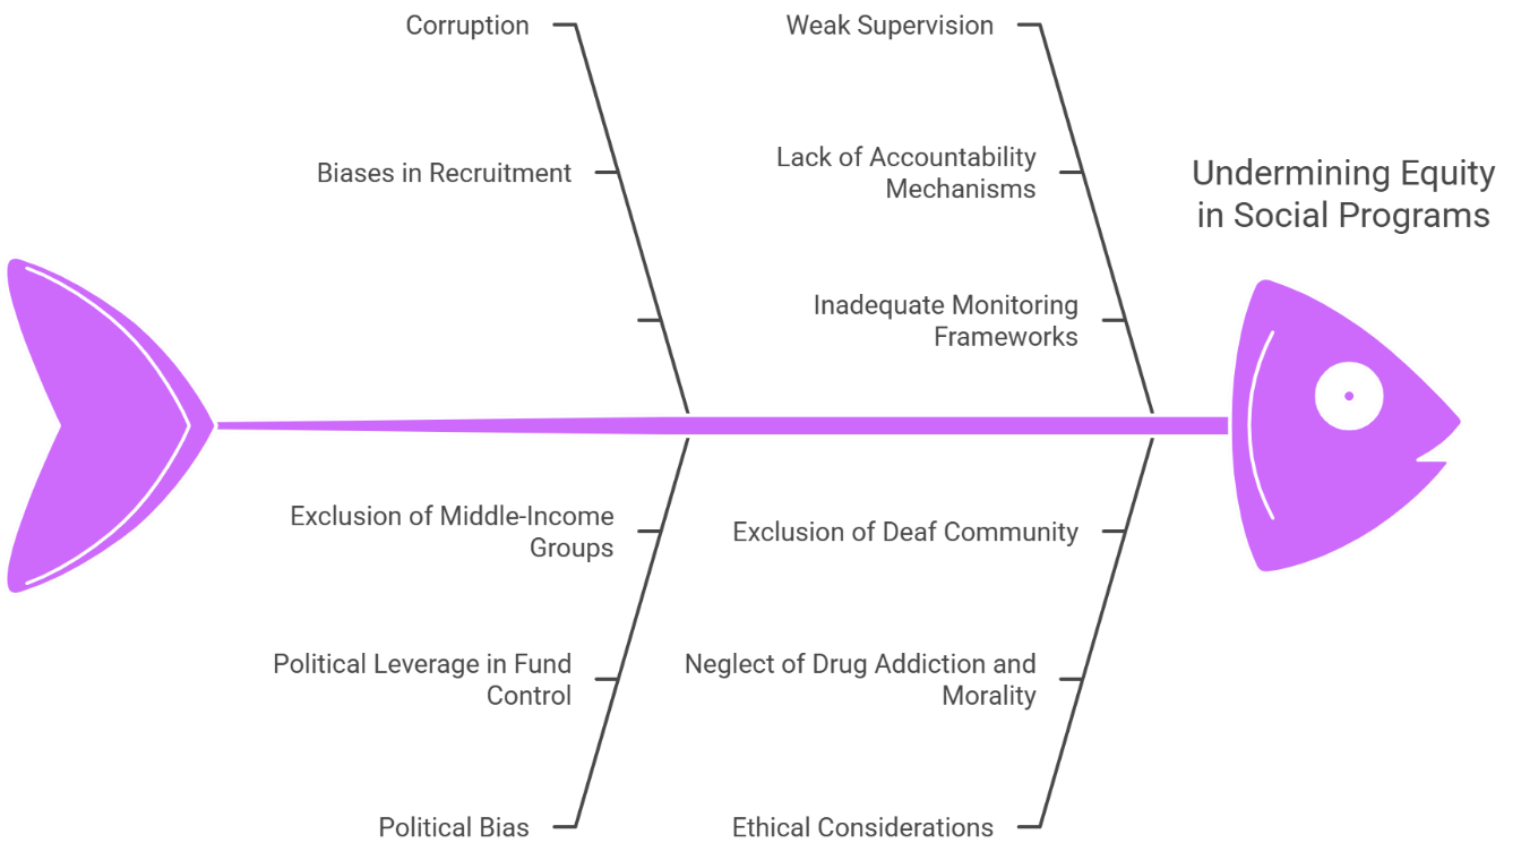 Corruption
Weak Supervision
Biases in Recruitment
Lack of Accountability
Mechanisms
Undermining Equity
in Social Programs
Inadequate Monitoring
Frameworks
Exclusion of Middle-Income
Groups
Exclusion of Deaf Community
Political Leverage in Fund
Control
Neglect of Drug Addiction and
Morality
Political Bias
Ethical Considerations